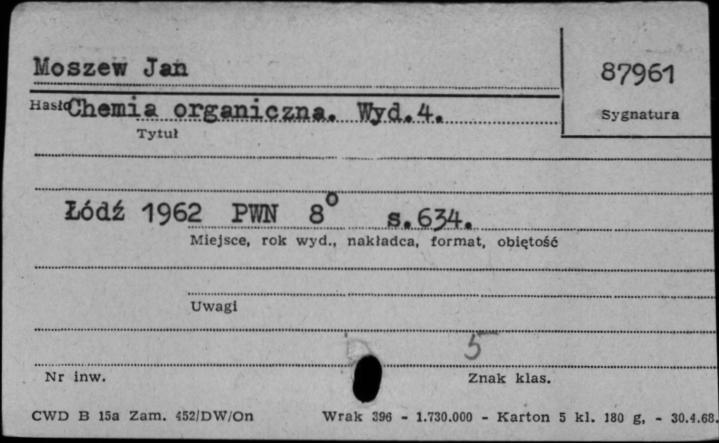 Moszew Jan
87961
Hasło Chemia organiczna. Wyd.4.
Sygnatura
Tytuł
Łódź 1962 PWN 8° s.634.
Miejsce, rok wyd., nakładca, format, obiętość
Uwagi
5
Nr inw.
Znak klas.
CWD B 15a Zam. 452/DW/On Wrak 396 - 1.730.000 - Karton 5 kl. 180 g, - 30.4.68.